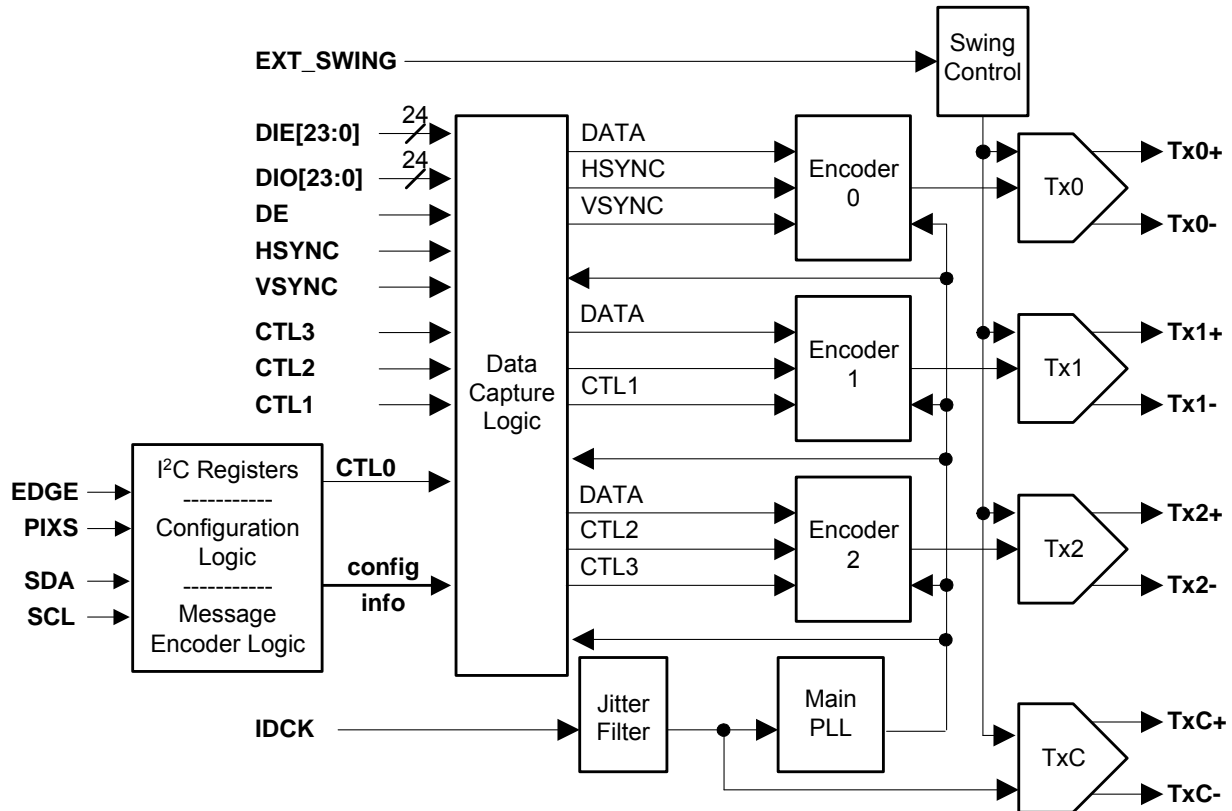 EXT_SWING
Swing
Control
DIE[23:0]
24
DIO[23:0]
24
DE
HSYNC
VSYNC
CTL3
CTL2
CTL1
Data
Capture
Logic
DATA
HSYNC
VSYNC
Encoder
0
Tx0
Tx0+
Tx0-
DATA
CTL1
Encoder
1
Tx1
Tx1+
Tx1-
DATA
CTL2
CTL3
Encoder
2
Tx2
Tx2+
Tx2-
EDGE
PIXS
SDA
SCL
I²C Registers
-----------
Configuration
Logic
-----------
Message
Encoder Logic
CTL0
config
info
IDCK
Jitter
Filter
Main
PLL
TxC
TxC+
TxC-